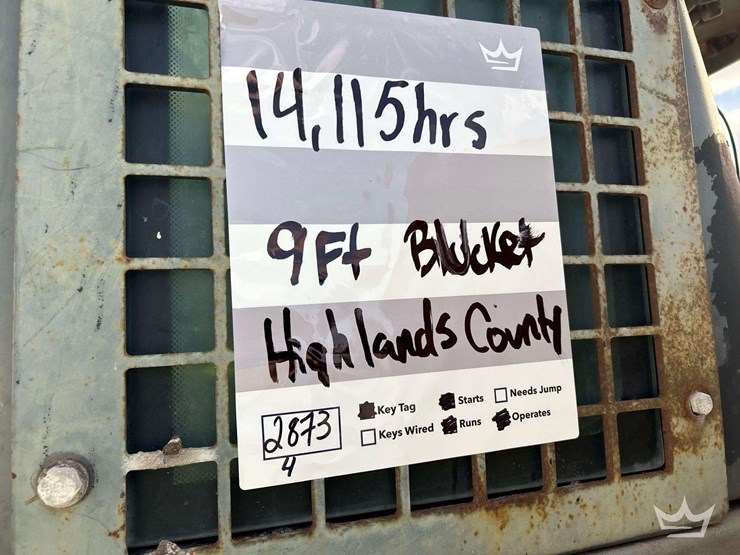 14,115hrs
9Ft Blucket
Highlands County
2873
4
Key Tag
Starts
Needs Jump
Keys Wired
Runs
Operates